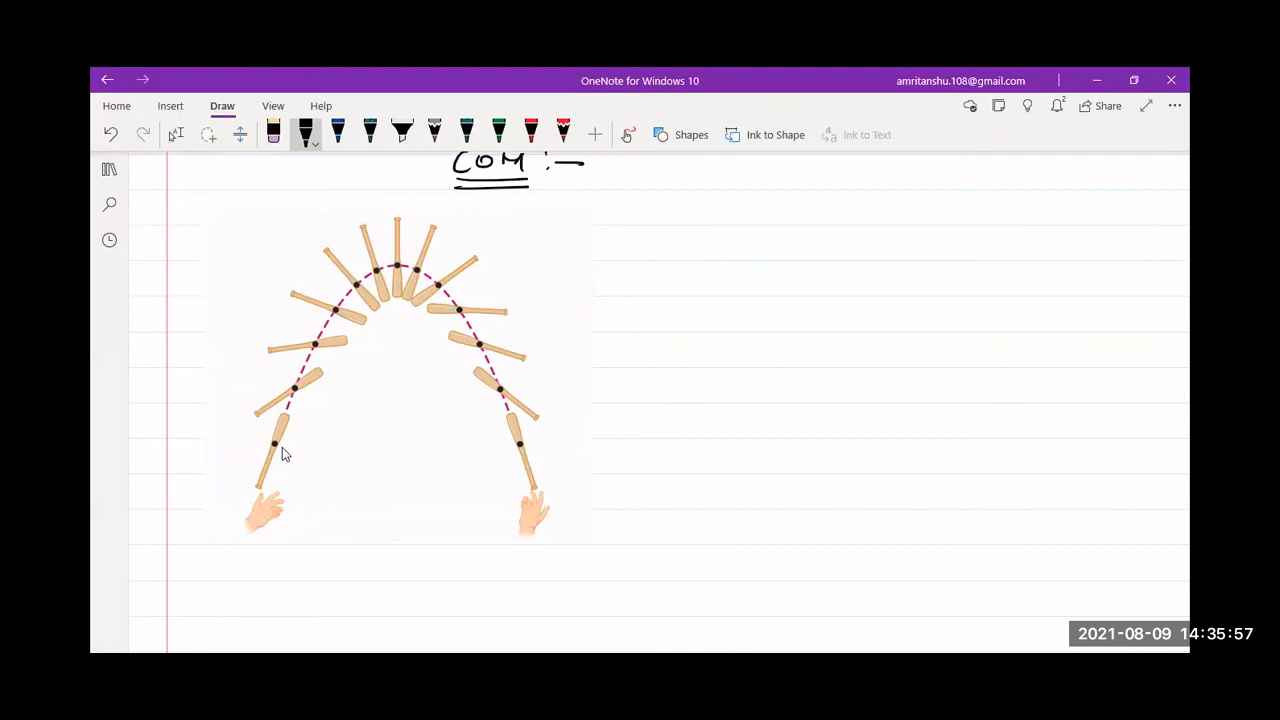 OneNote for Windows 10
amritanshu.108@gmail.com
Home Insert Draw View Help
2
Share
Shapes
Ink to Shape
Ink to Text
COM :-
2021-08-09 14:35:57